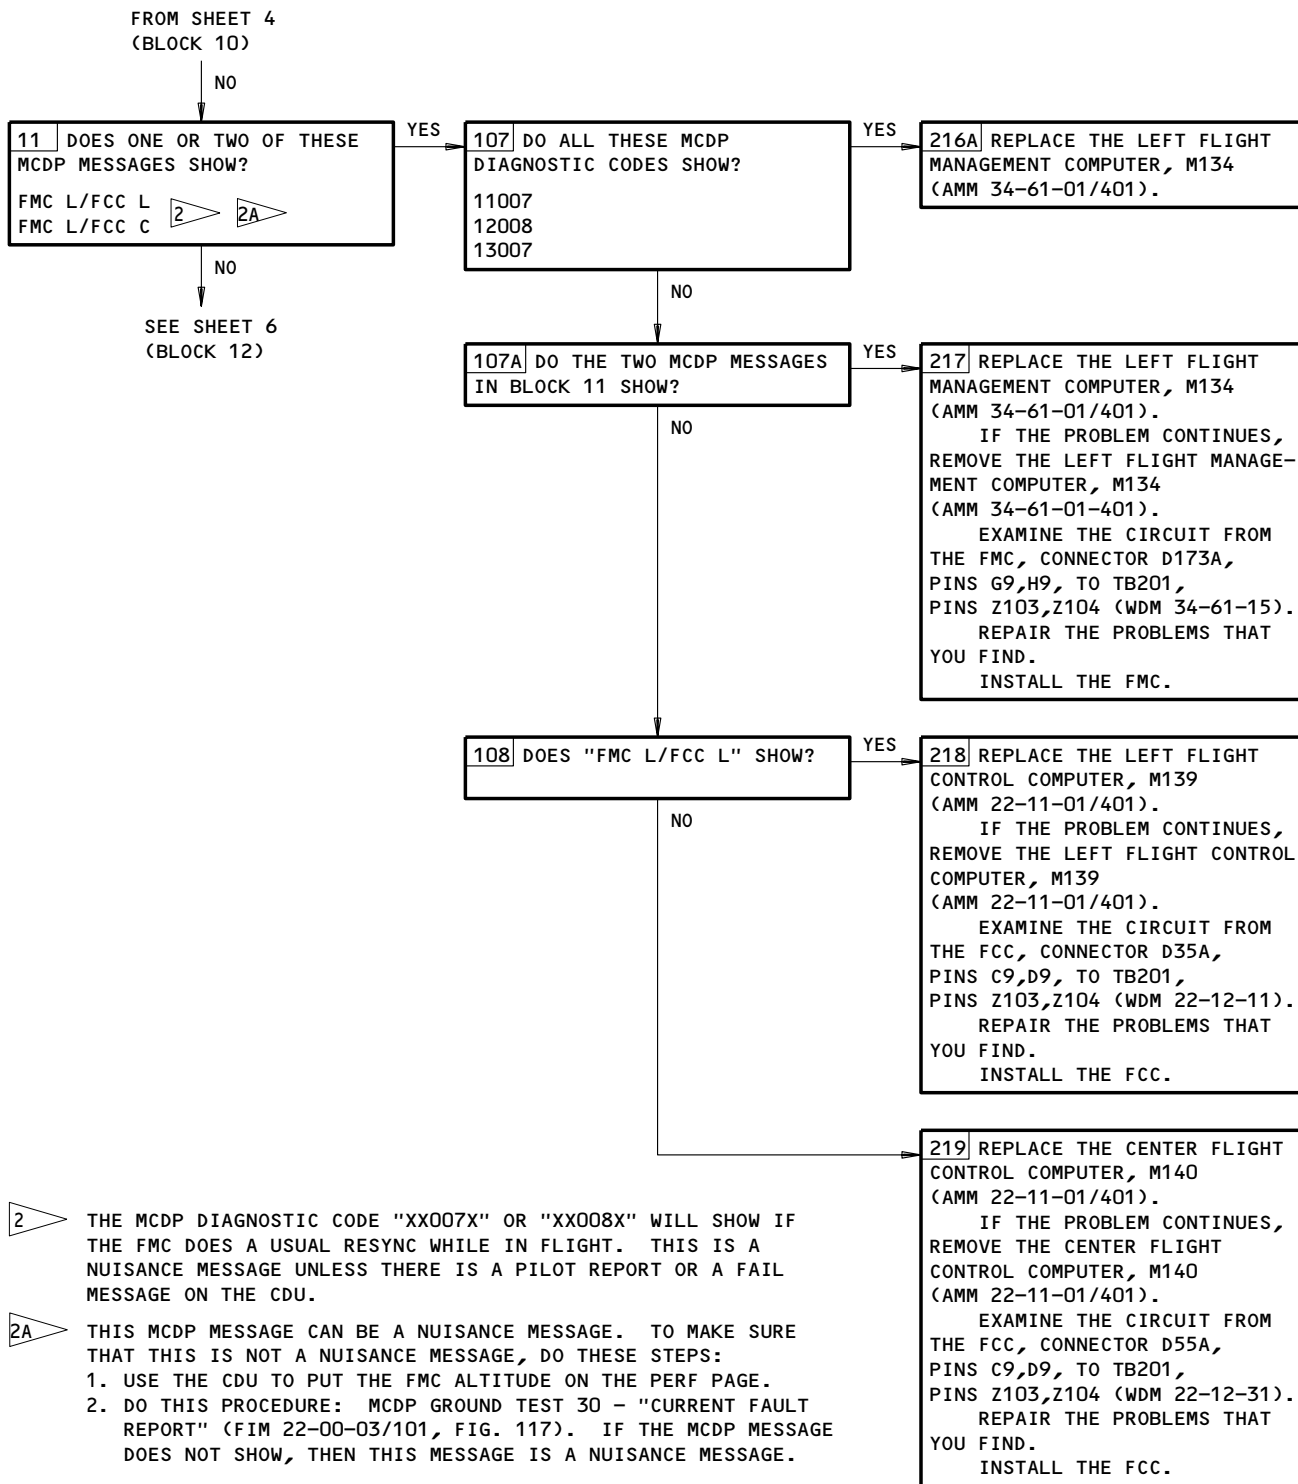 FROM SHEET 4
(BLOCK 10)
NO
11 DOES ONE OR TWO OF THESE
MCDP MESSAGES SHOW?
FMC L/FCC L
FMC L/FCC C
2
2A
YES
NO
SEE SHEET 6
(BLOCK 12)
107 DO ALL THESE MCDP
DIAGNOSTIC CODES SHOW?
11007
12008
13007
YES
216A REPLACE THE LEFT FLIGHT
MANAGEMENT COMPUTER, M134
(AMM 34-61-01/401).
NO
107A DO THE TWO MCDP MESSAGES
IN BLOCK 11 SHOW?
YES
217 REPLACE THE LEFT FLIGHT
MANAGEMENT COMPUTER, M134
(AMM 34-61-01/401).
IF THE PROBLEM CONTINUES,
REMOVE THE LEFT FLIGHT MANAGE-
MENT COMPUTER, M134
(AMM 34-61-01-401).
EXAMINE THE CIRCUIT FROM
THE FMC, CONNECTOR D173A,
PINS G9,H9, TO TB201,
PINS Z103,Z104 (WDM 34-61-15).
REPAIR THE PROBLEMS THAT
YOU FIND.
INSTALL THE FMC.
NO
108 DOES "FMC L/FCC L" SHOW?
YES
218 REPLACE THE LEFT FLIGHT
CONTROL COMPUTER, M139
(AMM 22-11-01/401).
IF THE PROBLEM CONTINUES,
REMOVE THE LEFT FLIGHT CONTROL
COMPUTER, M139
(AMM 22-11-01/401).
EXAMINE THE CIRCUIT FROM
THE FCC, CONNECTOR D35A,
PINS C9,D9, TO TB201,
PINS Z103,Z104 (WDM 22-12-11).
REPAIR THE PROBLEMS THAT
YOU FIND.
INSTALL THE FCC.
NO
219 REPLACE THE CENTER FLIGHT
CONTROL COMPUTER, M140
(AMM 22-11-01/401).
IF THE PROBLEM CONTINUES,
REMOVE THE CENTER FLIGHT
CONTROL COMPUTER, M140
(AMM 22-11-01/401).
EXAMINE THE CIRCUIT FROM
THE FCC, CONNECTOR D55A,
PINS C9,D9, TO TB201,
PINS Z103,Z104 (WDM 22-12-31).
REPAIR THE PROBLEMS THAT
YOU FIND.
INSTALL THE FCC.
2 THE MCDP DIAGNOSTIC CODE "XX007X" OR "XX008X" WILL SHOW IF
THE FMC DOES A USUAL RESYNC WHILE IN FLIGHT. THIS IS A
NUISANCE MESSAGE UNLESS THERE IS A PILOT REPORT OR A FAIL
MESSAGE ON THE CDU.
2A THIS MCDP MESSAGE CAN BE A NUISANCE MESSAGE. TO MAKE SURE
THAT THIS IS NOT A NUISANCE MESSAGE, DO THESE STEPS:
1. USE THE CDU TO PUT THE FMC ALTITUDE ON THE PERF PAGE.
2. DO THIS PROCEDURE: MCDP GROUND TEST 30 - "CURRENT FAULT
REPORT" (FIM 22-00-03/101, FIG. 117). IF THE MCDP MESSAGE
DOES NOT SHOW, THEN THIS MESSAGE IS A NUISANCE MESSAGE.